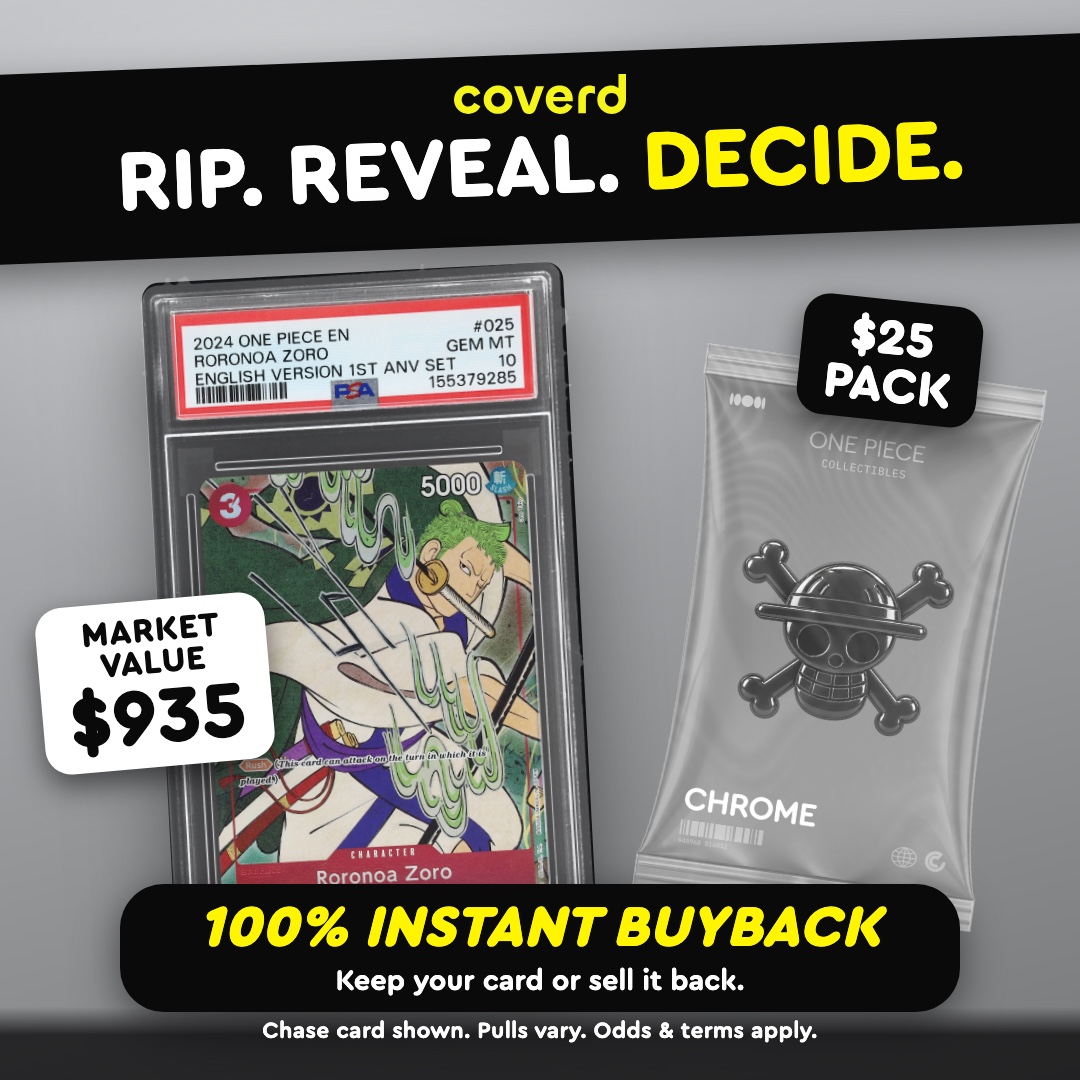 coverd
RIP. REVEAL. DECIDE.
2024 ONE PIECE EN
#025
RORONOA ZORO
GEM MT
ENGLISH VERSION 1ST ANV SET
10
PSA
155379285
3
5000
斬
SLASH
Rush (This card can attack on the turn in which it is
played)
CHARACTER
Roronoa Zoro
MARKET
VALUE
$935
$25
PACK
ONE PIECE
COLLECTIBLES
CHROME
100% INSTANT BUYBACK
Keep your card or sell it back.
Chase card shown. Pulls vary. Odds & terms apply.